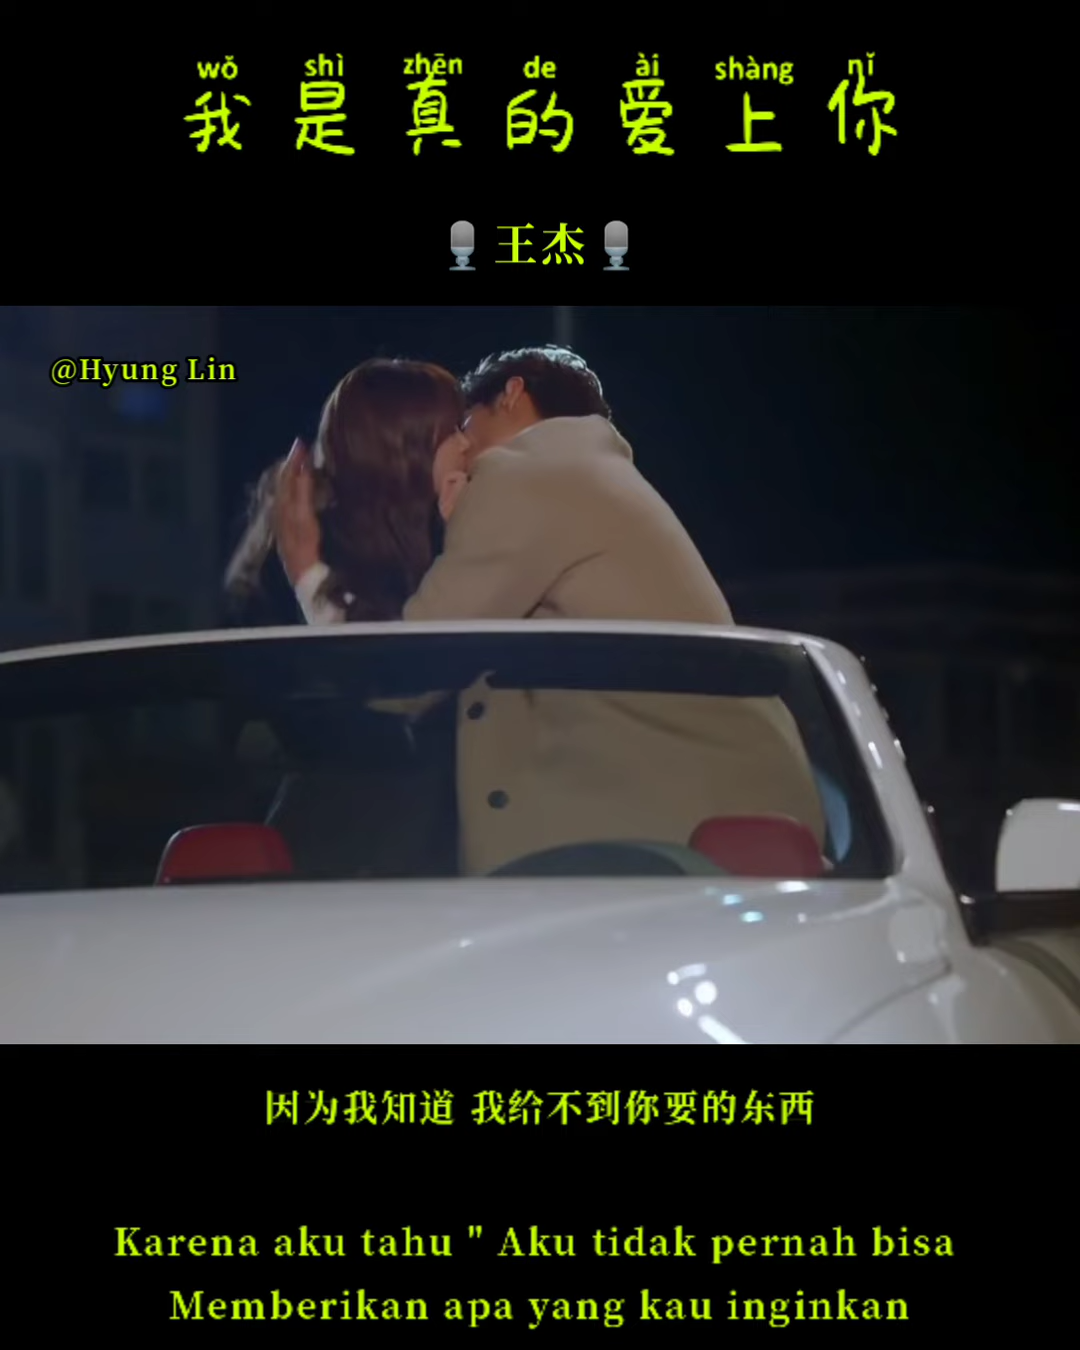 wǒ shì zhēn de ài shàng nǐ
我是真的爱上你
王杰
@Hyung Lin
因为我知道 我给不到你要的东西
Karena aku tahu " Aku tidak pernah bisa
Memberikan apa yang kau inginkan